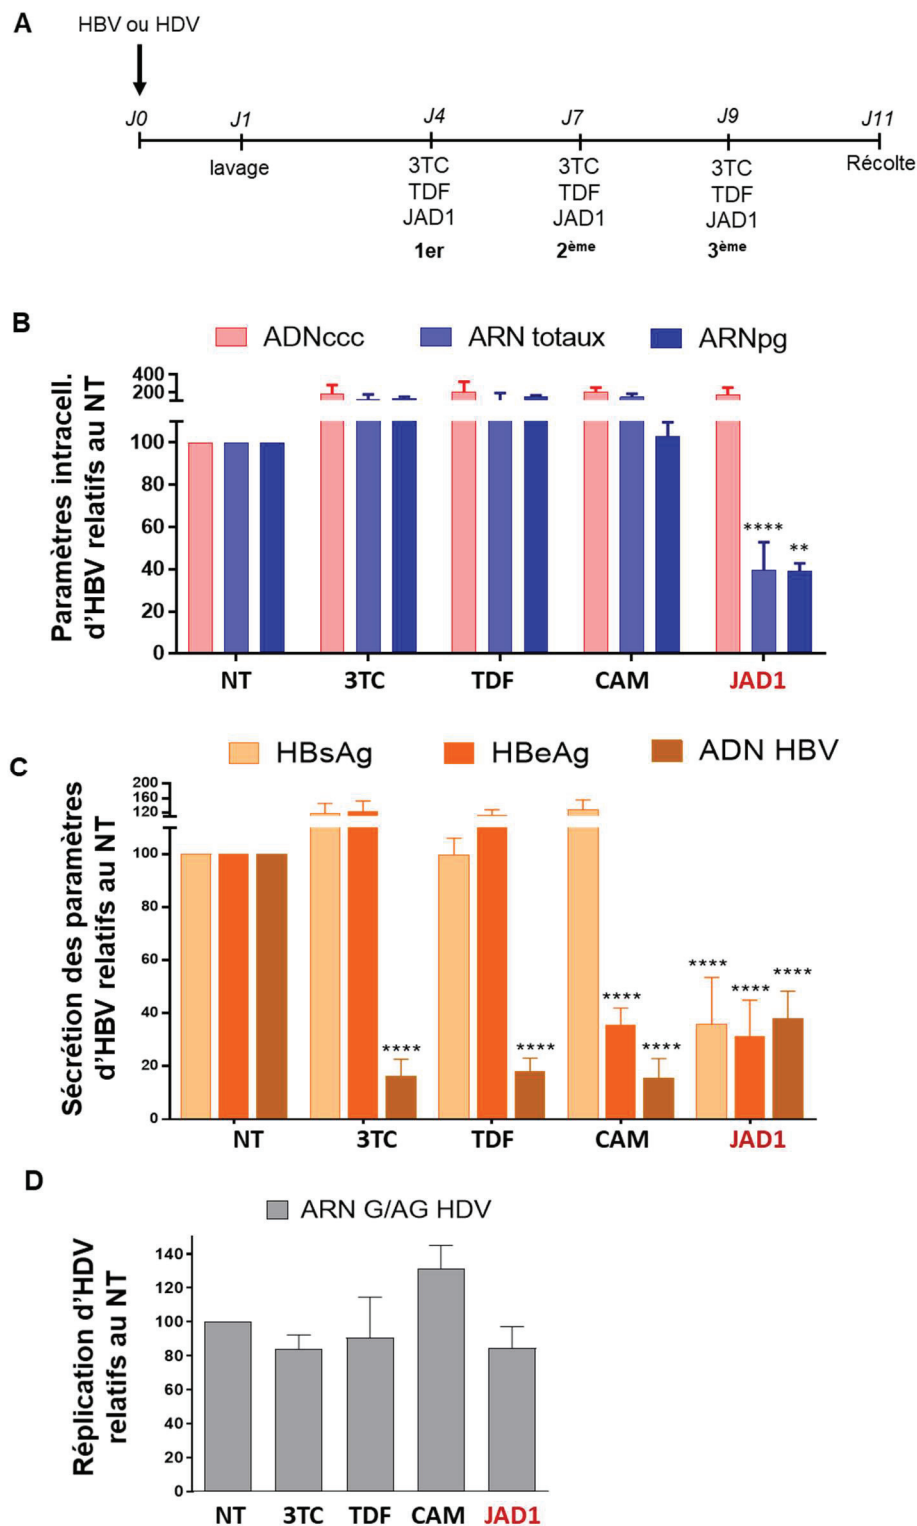 A
HBV ou HDV
J0 J1 J4 J7 J9 J11
lavage 3TC 3TC 3TC Récolte
TDF TDF TDF
JAD1 JAD1 JAD1
1er 2ème 3ème
B
ADNccc ARN totaux ARNpg
Paramètres intracell.
d'HBV relatifs au NT
400
200
100
80
60
40
20
0
**** **
NT 3TC TDF CAM JAD1
C
HBsAg HBeAg ADN HBV
Sécrétion des paramètres
d'HBV relatifs au NT
200
160
120
100
80
60
40
20
0
**** **** **** **** **** **** ****
NT 3TC TDF CAM JAD1
D
ARN G/AG HDV
Réplication d'HDV
relatifs au NT
140
120
100
80
60
40
20
0
NT 3TC TDF CAM JAD1